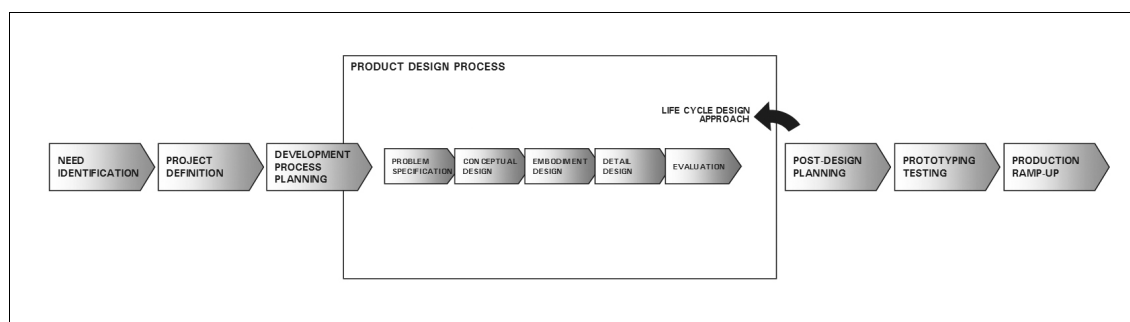 PRODUCT DESIGN PROCESS
LIFE CYCLE DESIGN
APPROACH
NEED
IDENTIFICATION
PROJECT
DEFINITION
DEVELOPMENT
PROCESS
PLANNING
PROBLEM
SPECIFICATION
CONCEPTUAL
DESIGN
EMBODIMENT
DESIGN
DETAIL
DESIGN
EVALUATION
POST-DESIGN
PLANNING
PROTOTYPING
TESTING
PRODUCTION
RAMP-UP